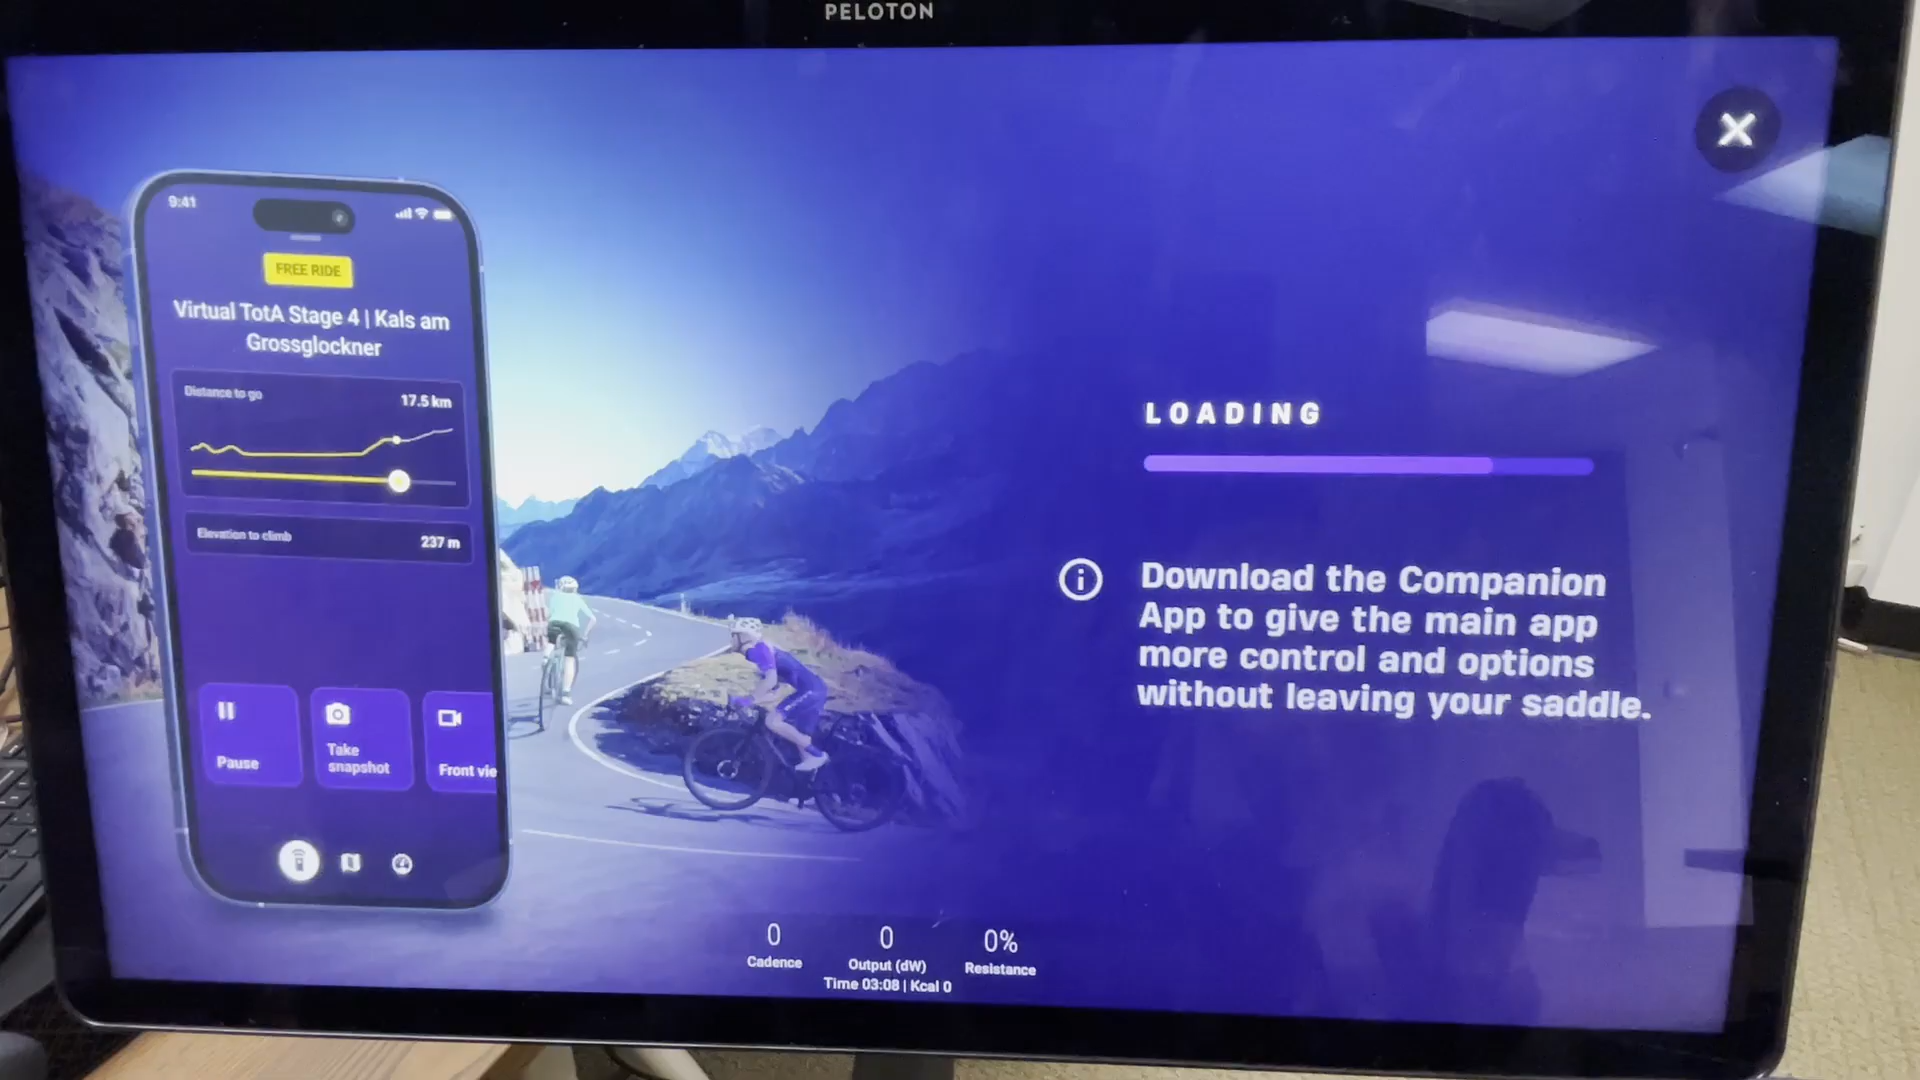 PELOTON
9:41
FREE RIDE
Virtual TotA Stage 4 | Kals am
Grossglockner
Distance to go
17.5 km
Elevation to climb
237 m
Pause
Take
snapshot
Front vie
LOADING
Download the Companion
App to give the main app
more control and options
without leaving your saddle.
0
Cadence
0
Output (dW)
0%
Resistance
Time 03:08 | Kcal 0